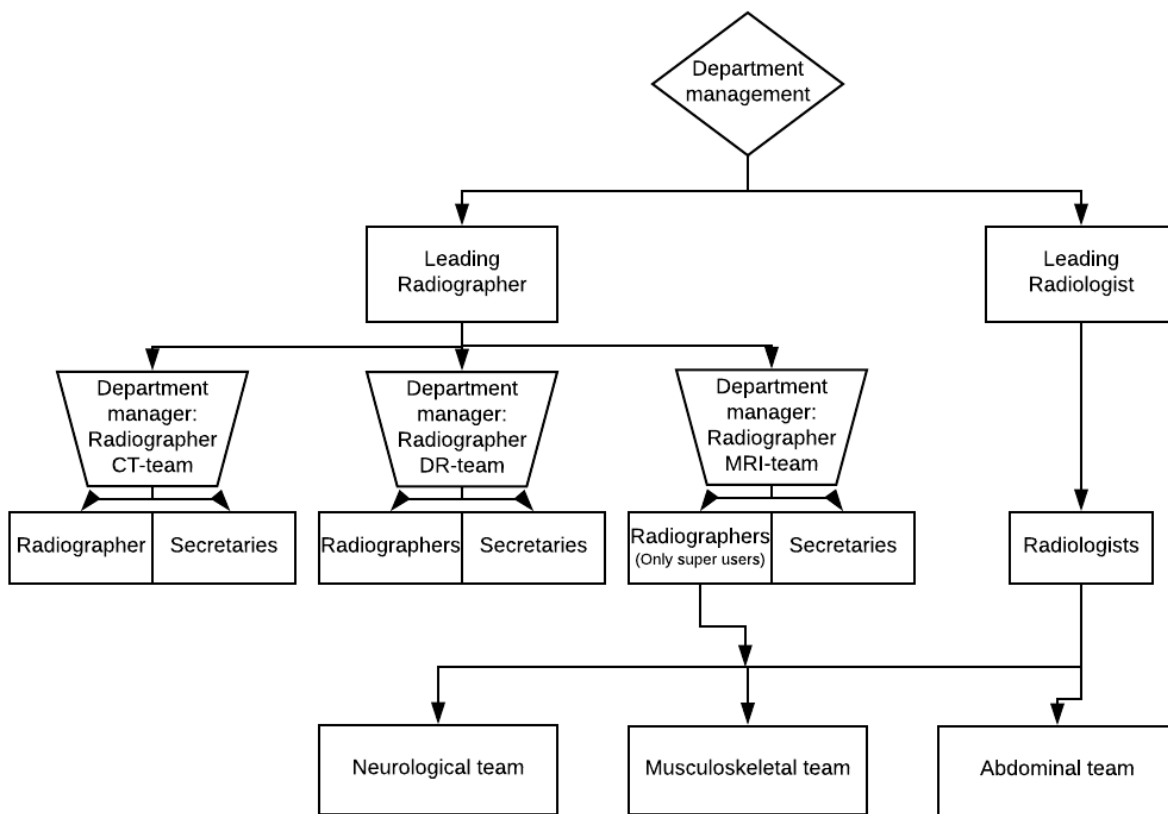 Department
management
Leading
Radiographer
Leading
Radiologist
Department
manager:
Radiographer
CT-team
Department
manager:
Radiographer
DR-team
Department
manager:
Radiographer
MRI-team
Radiographer
Secretaries
Radiographers
Secretaries
Radiographers
(Only super users)
Secretaries
Radiologists
Neurological team
Musculoskeletal team
Abdominal team